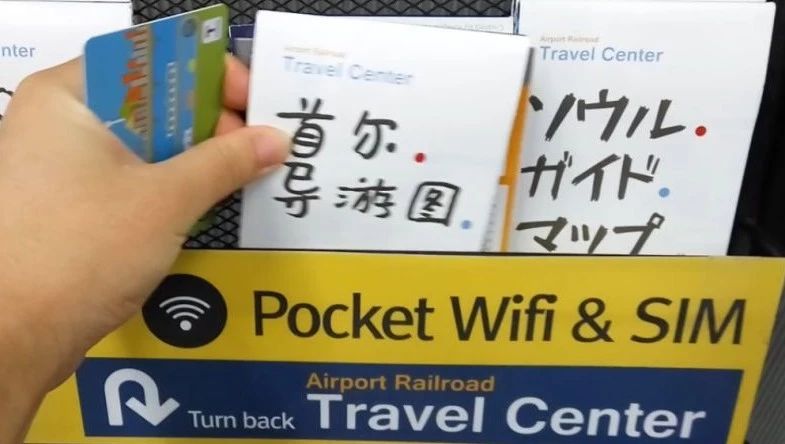 nter
Airport Railroad
Travel Center
首尔
导游图
Airport Railroad
Travel Center
ソウル
ガイド
マップ
Pocket Wifi & SIM
Turn back
Airport Railroad
Travel Center